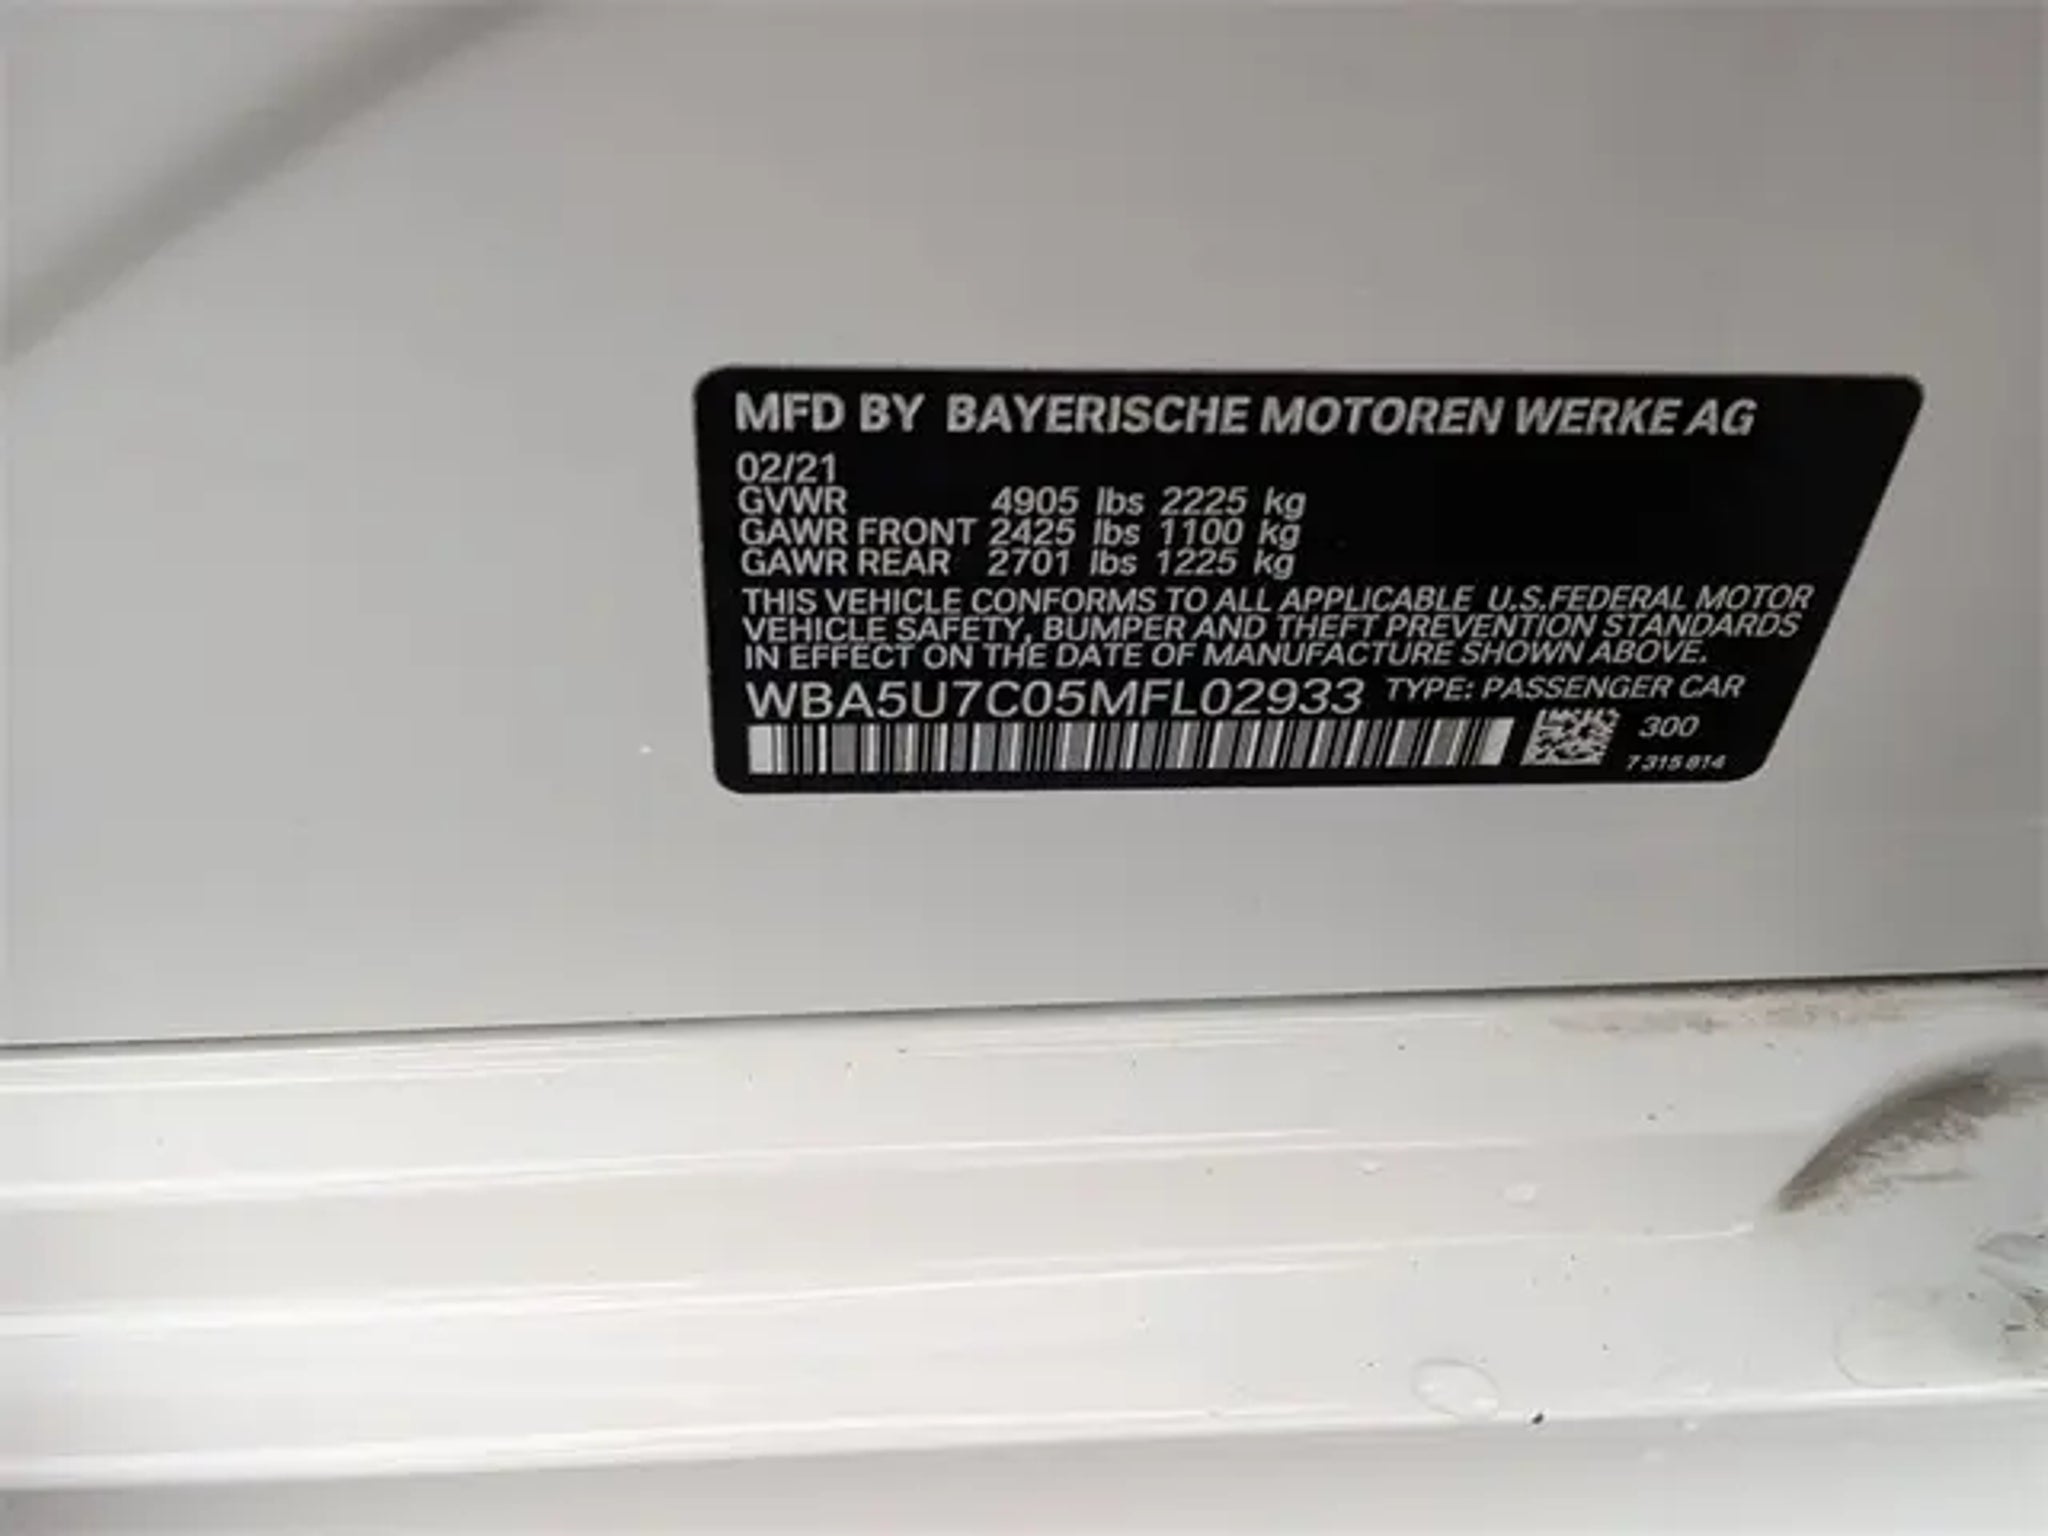 MFD BY BAYERISCHE MOTOREN WERKE AG
02/21
GVWR 4905 lbs 2225 kg
GAWR FRONT 2425 lbs 1100 kg
GAWR REAR 2701 lbs 1225 kg
THIS VEHICLE CONFORMS TO ALL APPLICABLE U.S.FEDERAL MOTOR
VEHICLE SAFETY, BUMPER AND THEFT PREVENTION STANDARDS
IN EFFECT ON THE DATE OF MANUFACTURE SHOWN ABOVE.
WBA5U7C05MFL02933 TYPE: PASSENGER CAR
300
7 315 814